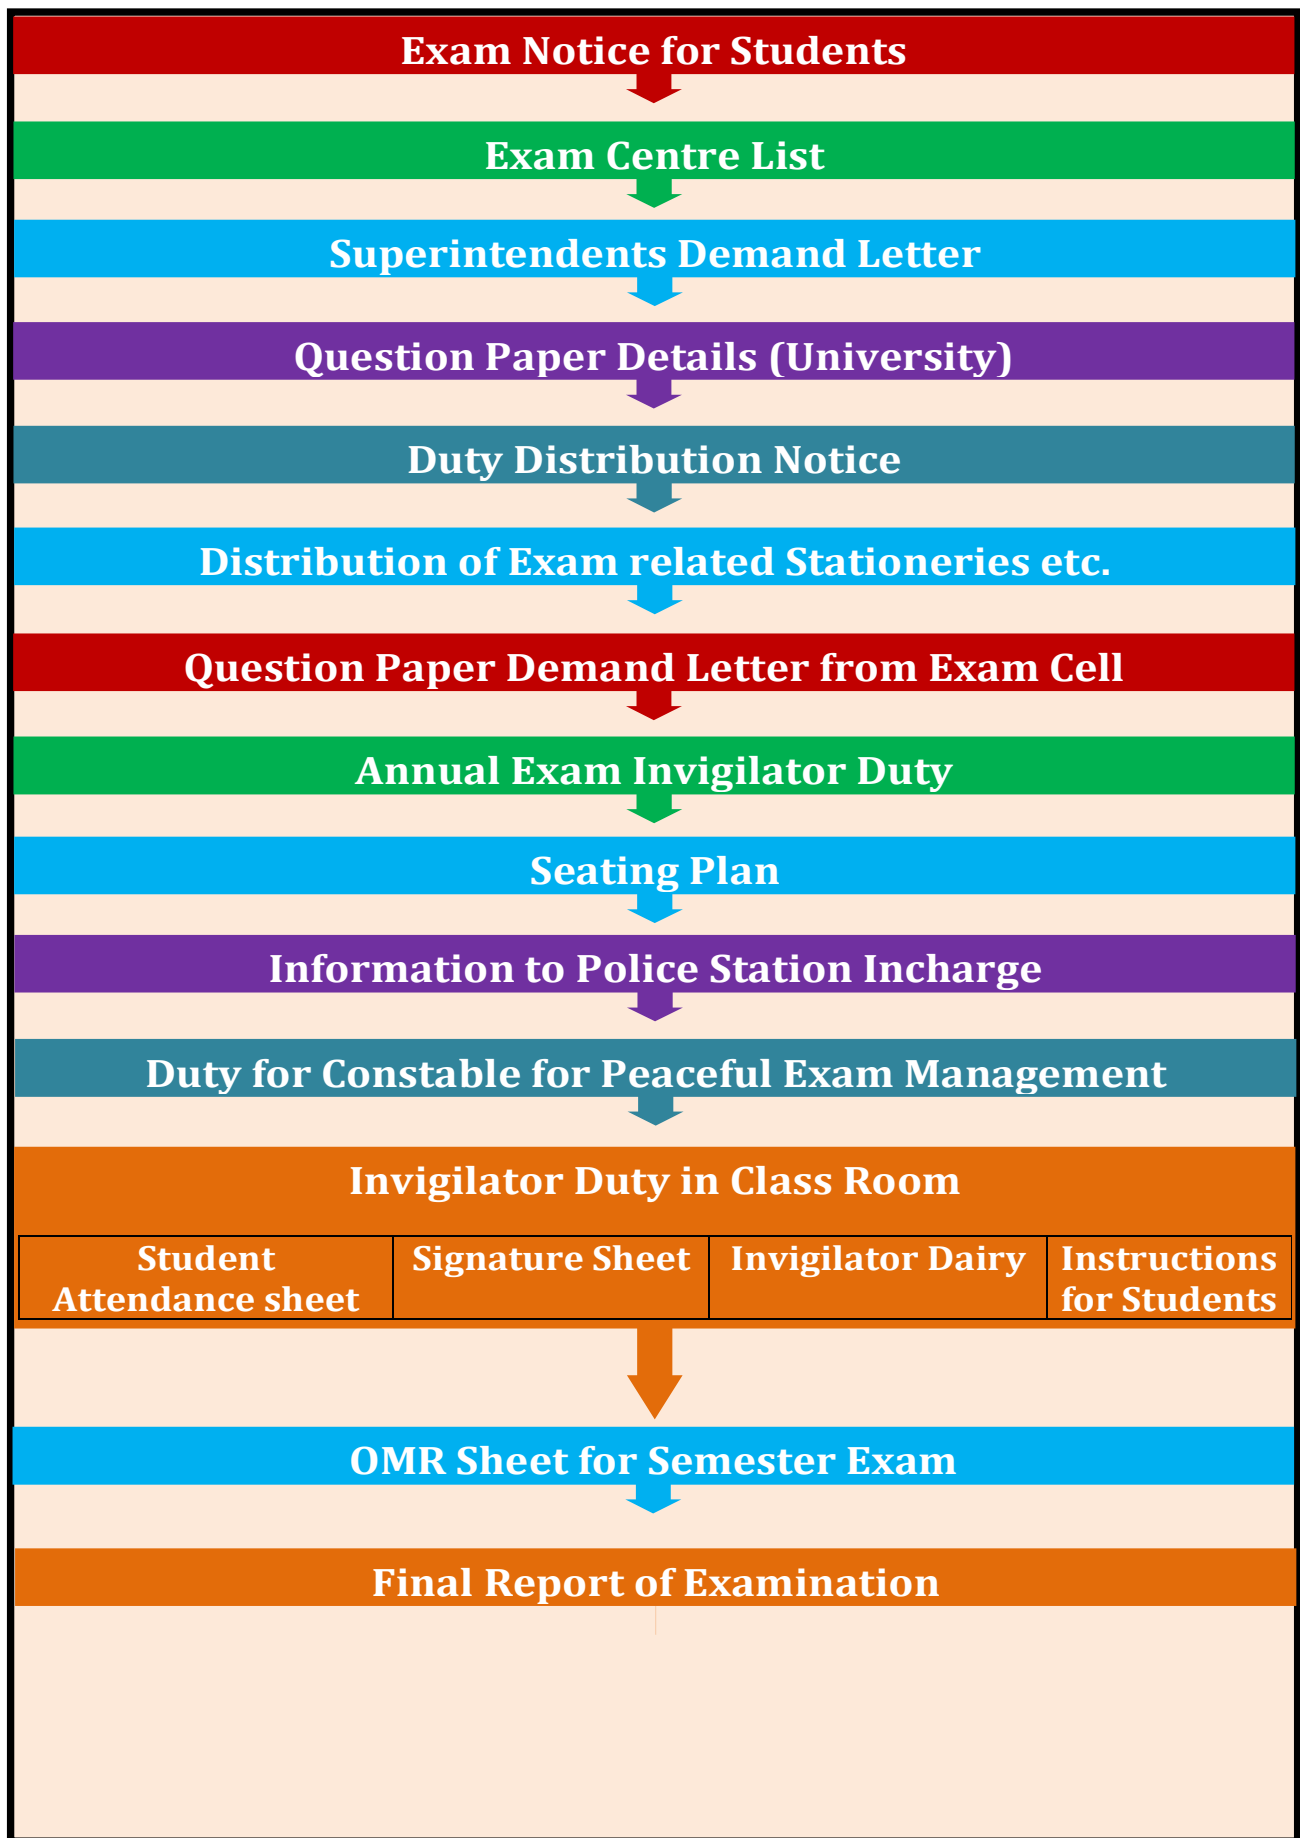 Exam Notice for Students
Exam Centre List
Superintendents Demand Letter
Question Paper Details (University)
Duty Distribution Notice
Distribution of Exam related Stationeries etc.
Question Paper Demand Letter from Exam Cell
Annual Exam Invigilator Duty
Seating Plan
Information to Police Station Incharge
Duty for Constable for Peaceful Exam Management
Invigilator Duty in Class Room
Student
Attendance sheet
Signature Sheet
Invigilator Dairy
Instructions
for Students
OMR Sheet for Semester Exam
Final Report of Examination